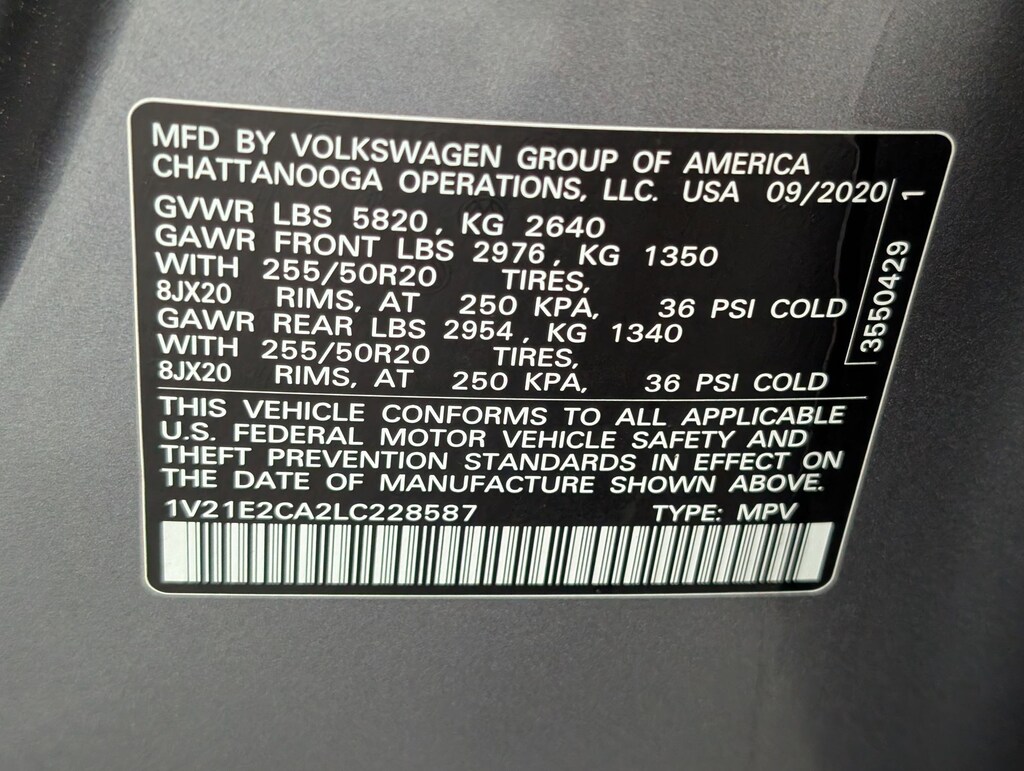 MFD BY VOLKSWAGEN GROUP OF AMERICA
CHATTANOOGA OPERATIONS, LLC. USA 09/2020
GVWR LBS 5820, KG 2640
GAWR FRONT LBS 2976, KG 1350
WITH 255/50R20 TIRES,
8JX20 RIMS, AT 250 KPA, 36 PSI COLD
GAWR REAR LBS 2954, KG 1340
WITH 255/50R20 TIRES,
8JX20 RIMS, AT 250 KPA, 36 PSI COLD
THIS VEHICLE CONFORMS TO ALL APPLICABLE
U.S. FEDERAL MOTOR VEHICLE SAFETY AND
THEFT PREVENTION STANDARDS IN EFFECT ON
THE DATE OF MANUFACTURE SHOWN ABOVE.
1V21E2CA2LC228587 TYPE: MPV
3550429 1